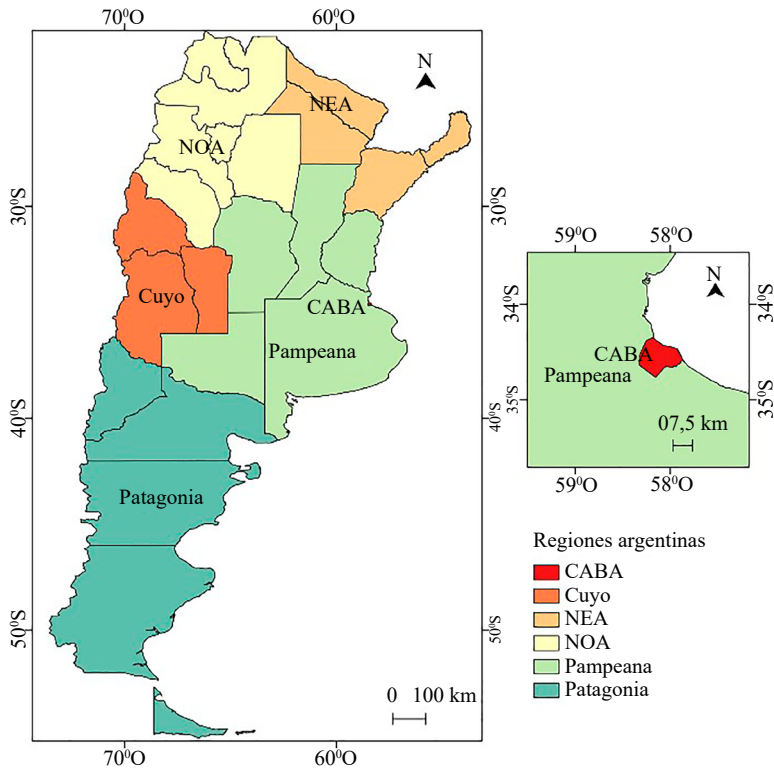 70⁰O 60⁰O
N
NEA
NOA
30⁰S 30⁰S
Cuyo
CABA
Pampeana
40⁰S 40⁰S
Patagonia
50⁰S 50⁰S
0 100 km
70⁰O 60⁰O
59⁰O 58⁰O
N
34⁰S 34⁰S
CABA
Pampeana
35⁰S 35⁰S
07,5 km
59⁰O 58⁰O
Regiones argentinas
CABA
Cuyo
NEA
NOA
Pampeana
Patagonia